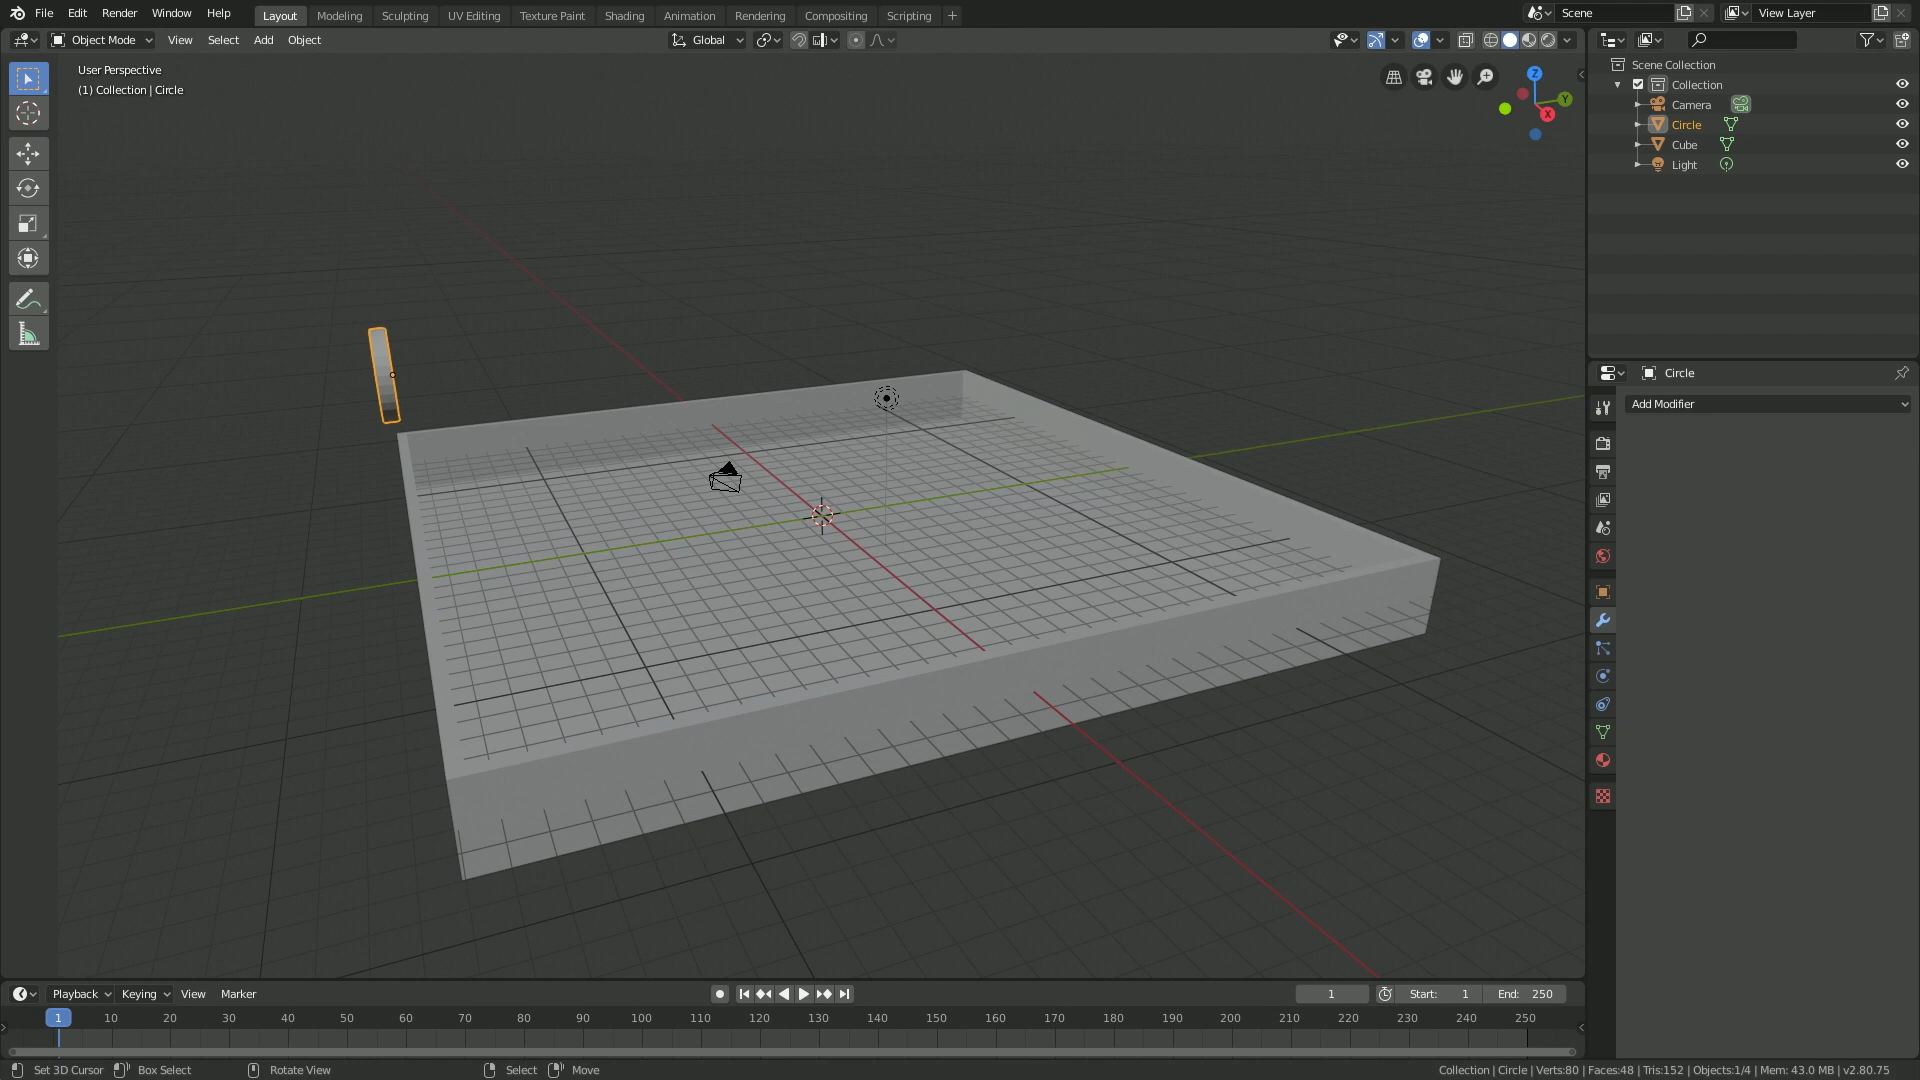 File Edit Render Window Help Layout Modeling Sculpting UV Editing Texture Paint Shading Animation Rendering Compositing Scripting + Scene View Layer
Object Mode View Select Add Object Global
User Perspective
(1) Collection | Circle
Z
Y
X
Scene Collection
Collection
Camera
Circle
Cube
Light
Circle
Add Modifier
Playback Keying View Marker 1 Start: 1 End: 250
1 10 20 30 40 50 60 70 80 90 100 110 120 130 140 150 160 170 180 190 200 210 220 230 240 250
Set 3D Cursor Box Select Rotate View Select Move Collection | Circle | Verts:80 | Faces:48 | Tris:152 | Objects:1/4 | Mem: 43.0 MB | v2.80.75